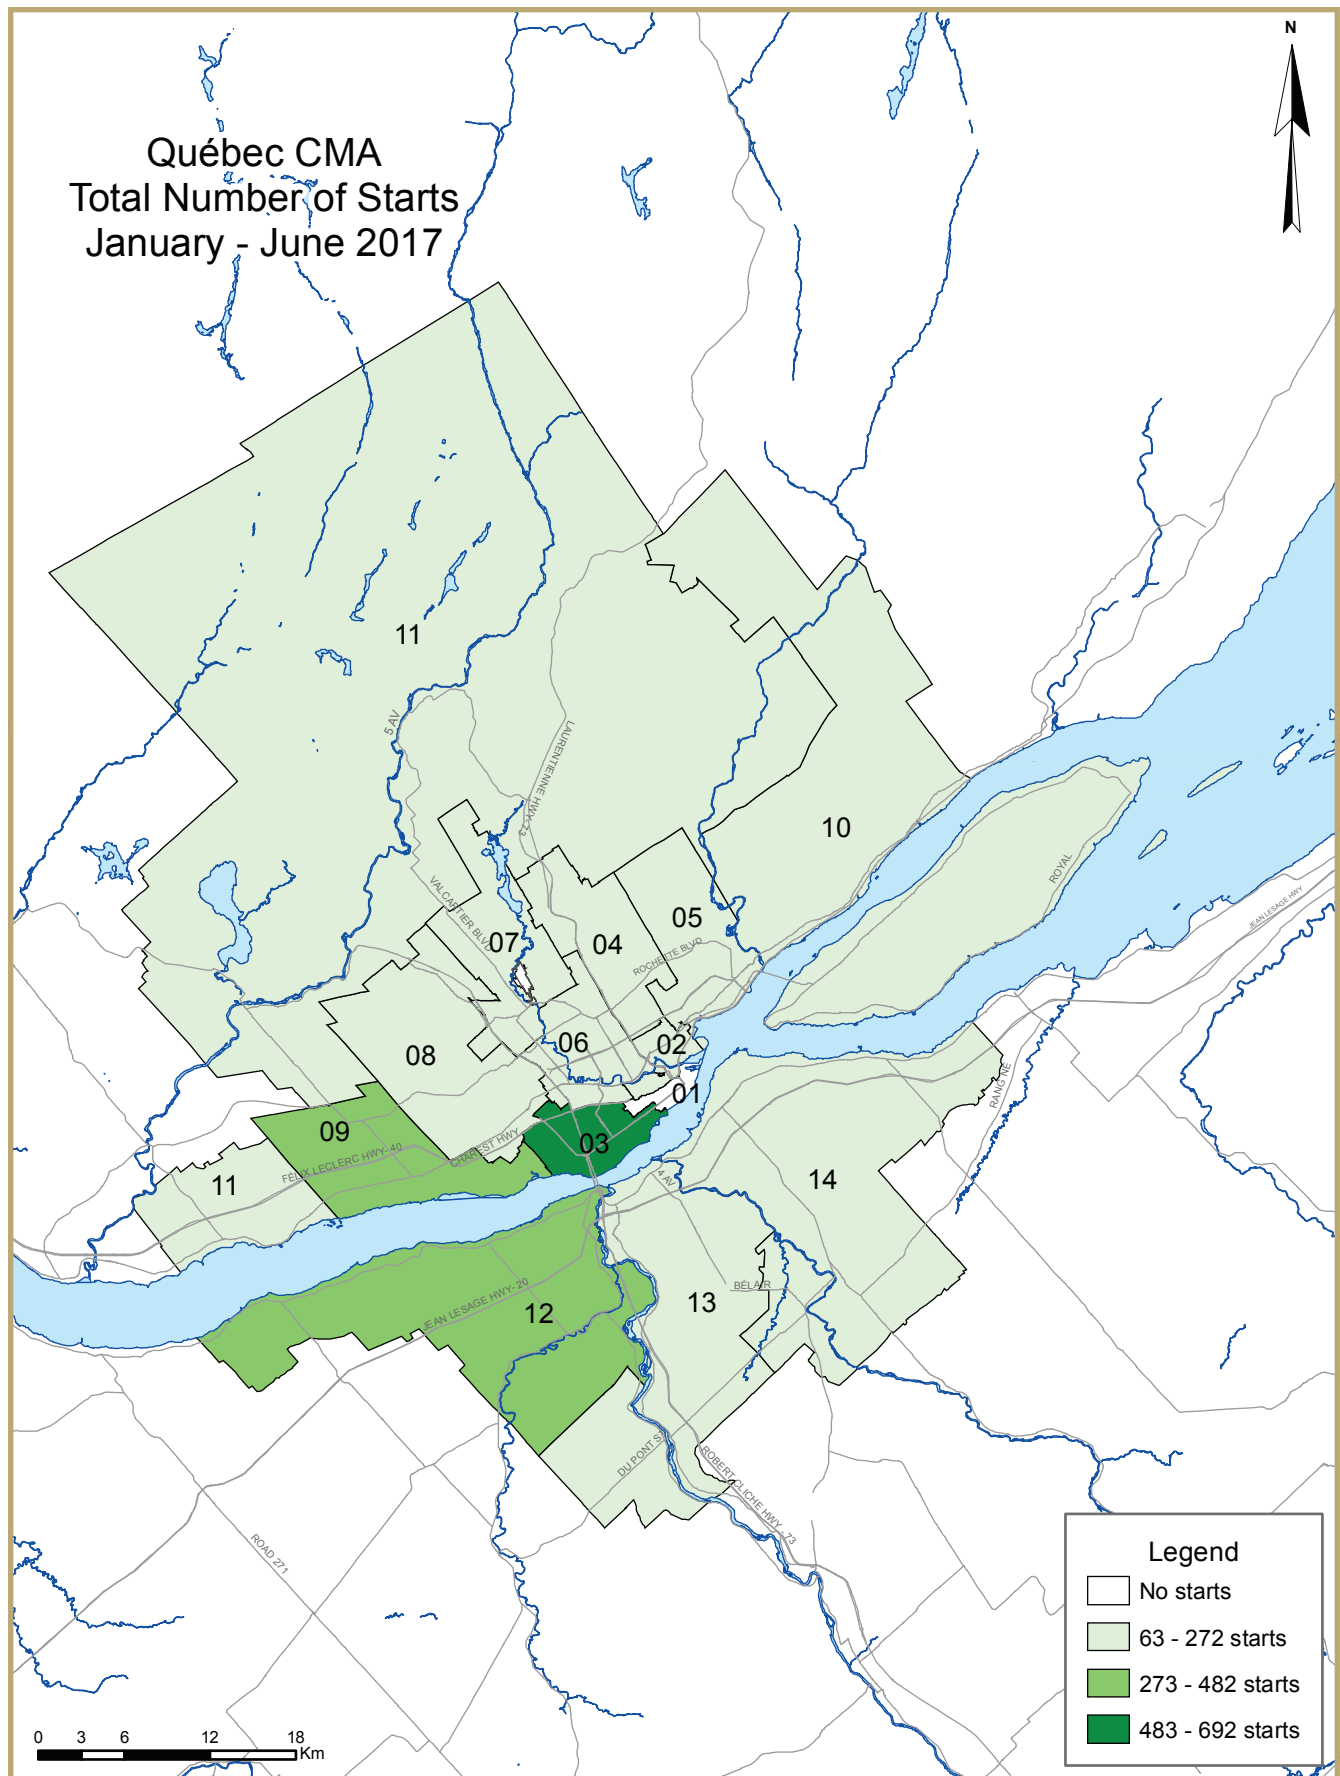 N
Québec CMA
Total Number of Starts
January - June 2017
11
5 AV
LAURENTIENNE HWY-73
10
ROYAL
VALCARTIER BLVD
07
04
05
ROCHETTE BLVD
JEAN LESAGE HWY
08
06
02
01
RANG NE
09
03
CHAREST HWY
FÉLIX LECLERC HWY-40
11
4 AV
14
BÉLAIR
13
12
JEAN LESAGE HWY-20
DU PONT ST
ROBERT CLICHE HWY-73
ROAD 271
Legend
No starts
63 - 272 starts
273 - 482 starts
483 - 692 starts
0 3 6 12 18
Km